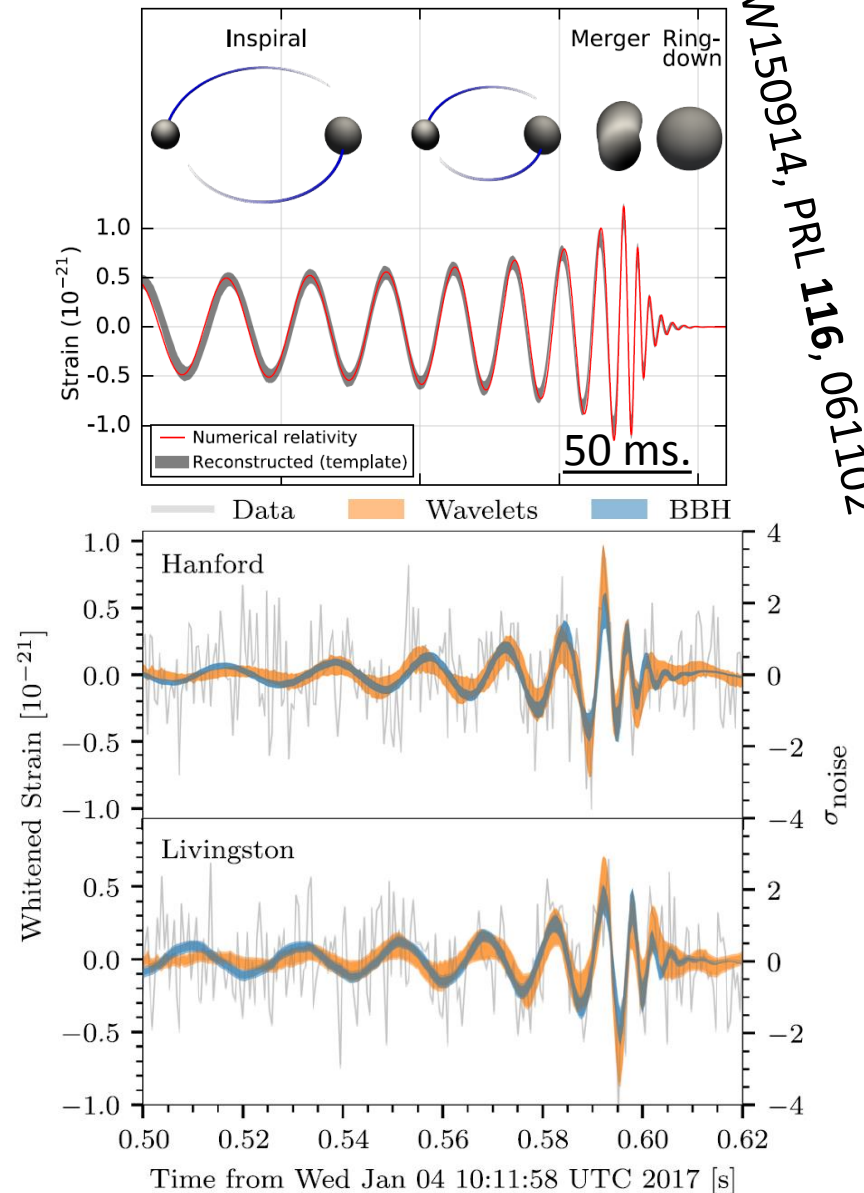 Inspiral
Merger
Ring-
down
W150914, PRL 116, 061102
Strain (10⁻²¹)
1.0
0.5
0.0
-0.5
-1.0
Numerical relativity
Reconstructed (template)
50 ms.
Data
Wavelets
BBH
Whitened Strain [10⁻²¹]
Hanford
1.0
0.5
0.0
−0.5
−1.0
4
2
0
−2
−4
σnoise
Livingston
0.5
0.0
−0.5
−1.0
2
0
−2
−4
0.50 0.52 0.54 0.56 0.58 0.60 0.62
Time from Wed Jan 04 10:11:58 UTC 2017 [s]